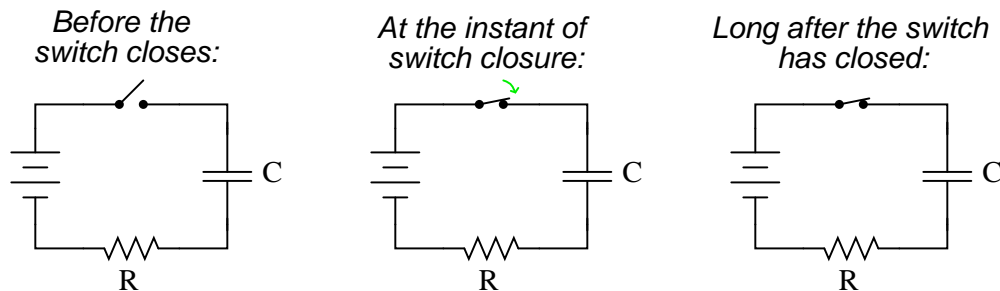 Before the
switch closes:
At the instant of
switch closure:
Long after the switch
has closed:
C
R
C
R
C
R